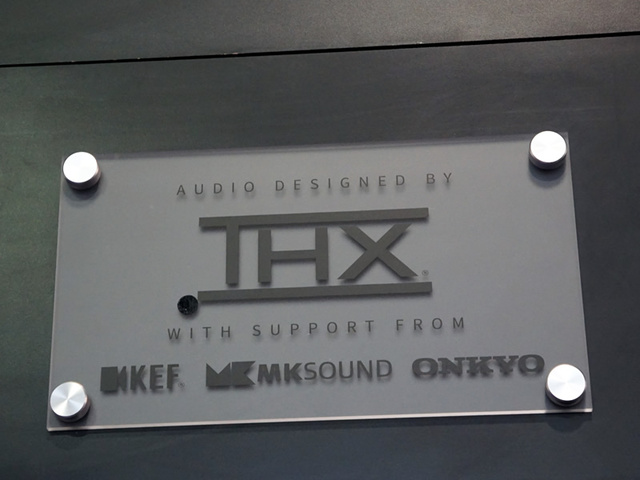 AUDIO DESIGNED BY
THX
WITH SUPPORT FROM
KEF MKSOUND ONKYO